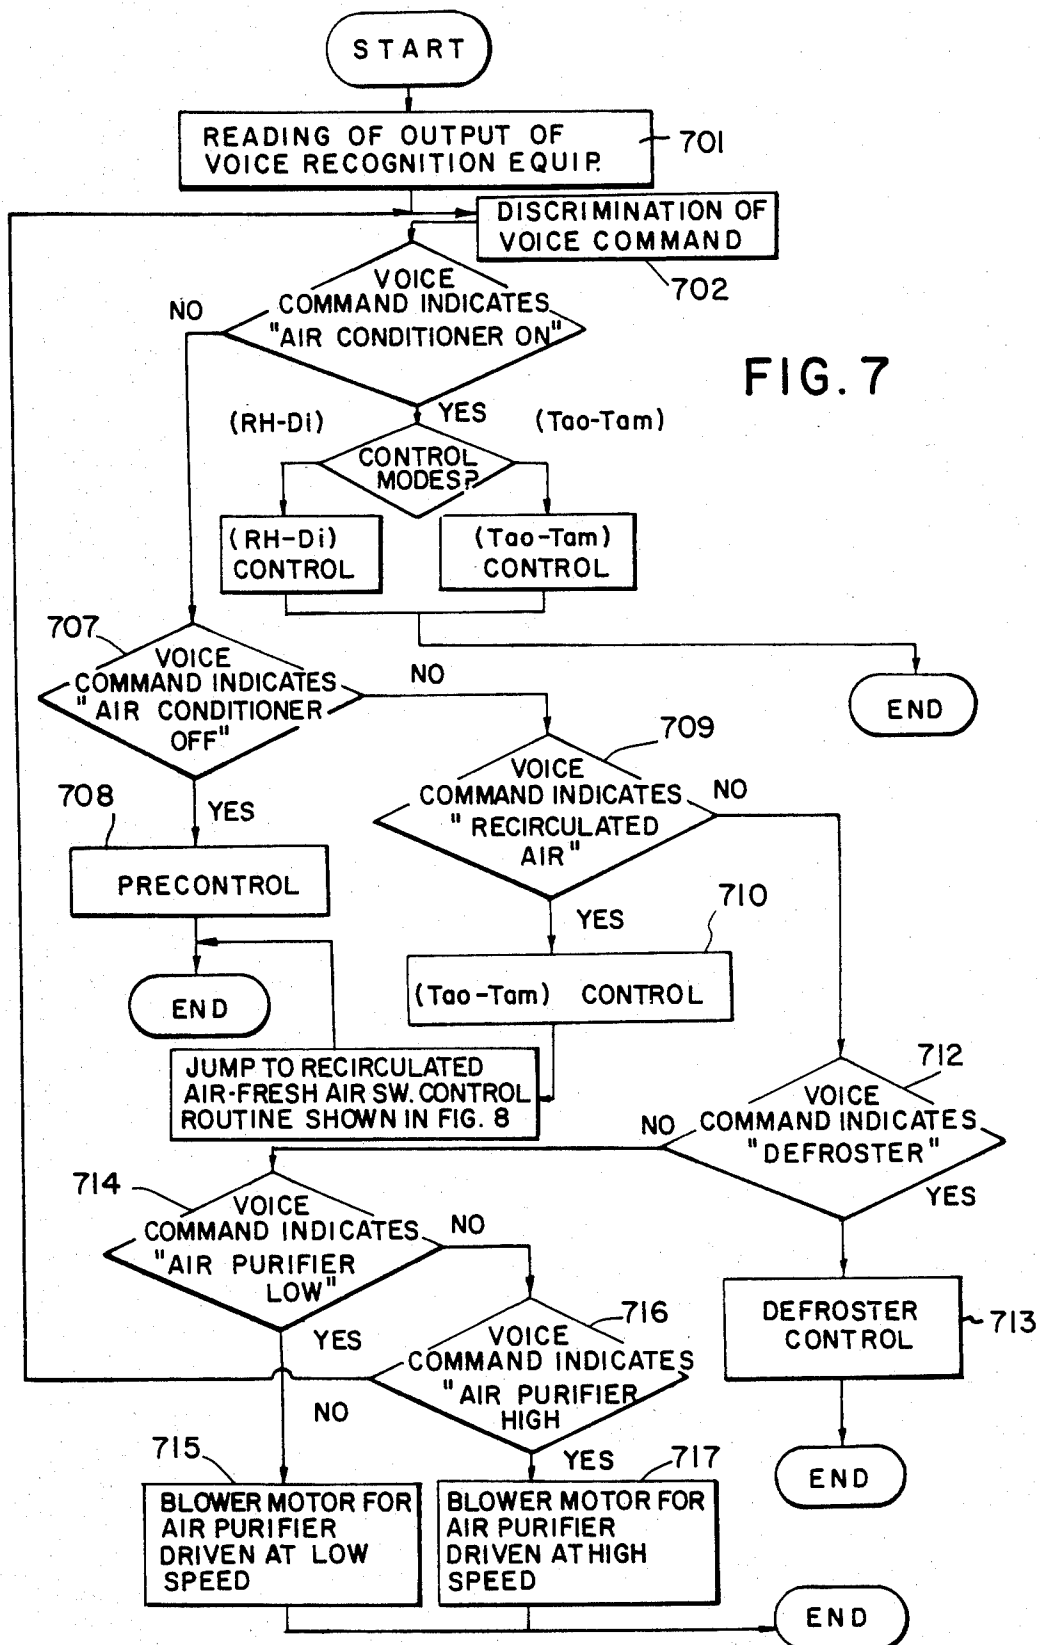 START
READING OF OUTPUT OF
VOICE RECOGNITION EQUIP.
701
DISCRIMINATION OF
VOICE COMMAND
702
VOICE
COMMAND INDICATES
"AIR CONDITIONER ON"
NO
FIG. 7
YES
(RH-Di)
(Tao-Tam)
CONTROL
MODES?
(RH-Di)
CONTROL
(Tao-Tam)
CONTROL
707
VOICE
COMMAND INDICATES
"AIR CONDITIONER
OFF"
NO
END
709
VOICE
COMMAND INDICATES
"RECIRCULATED
AIR"
NO
708
YES
PRECONTROL
YES
710
(Tao-Tam) CONTROL
END
JUMP TO RECIRCULATED
AIR-FRESH AIR SW. CONTROL
ROUTINE SHOWN IN FIG. 8
712
VOICE
COMMAND INDICATES
"DEFROSTER"
NO
YES
714
VOICE
COMMAND INDICATES
"AIR PURIFIER
LOW"
NO
YES
716
VOICE
COMMAND INDICATES
"AIR PURIFIER
HIGH
NO
YES
DEFROSTER
CONTROL
713
END
715
BLOWER MOTOR FOR
AIR PURIFIER
DRIVEN AT LOW
SPEED
717
BLOWER MOTOR FOR
AIR PURIFIER
DRIVEN AT HIGH
SPEED
END